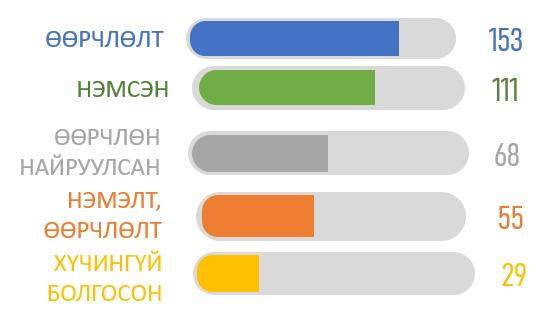 ӨӨРЧЛӨЛТ 153
НЭМСЭН 111
ӨӨРЧЛӨН
НАЙРУУЛСАН 68
НЭМЭЛТ,
ӨӨРЧЛӨЛТ 55
ХҮЧИНГҮЙ
БОЛГОСОН 29